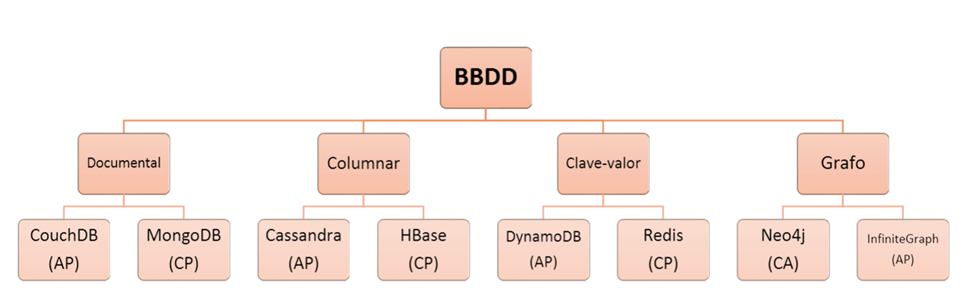 BBDD
Documental
Columnar
Clave-valor
Grafo
CouchDB
(AP)
MongoDB
(CP)
Cassandra
(AP)
HBase
(CP)
DynamoDB
(AP)
Redis
(CP)
Neo4j
(CA)
InfiniteGraph
(AP)